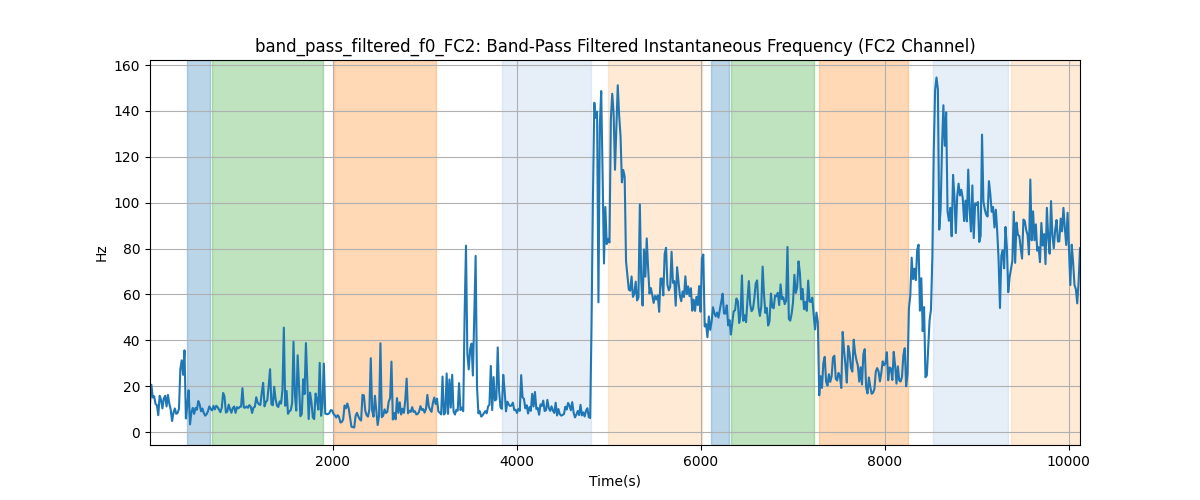 band_pass_filtered_f0_FC2: Band-Pass Filtered Instantaneous Frequency (FC2 Channel)
160
140
120
100
80
60
40
20
0
Hz
2000 4000 6000 8000 10000
Time(s)